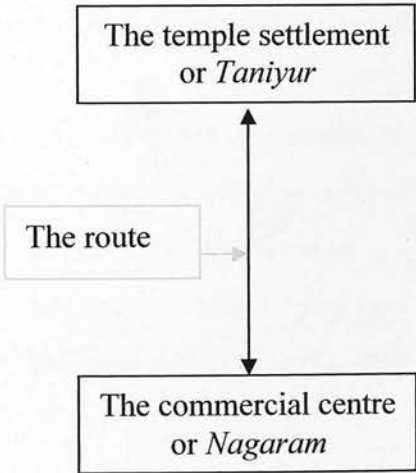 The temple settlement
or Taniyur
The route
The commercial centre
or Nagaram